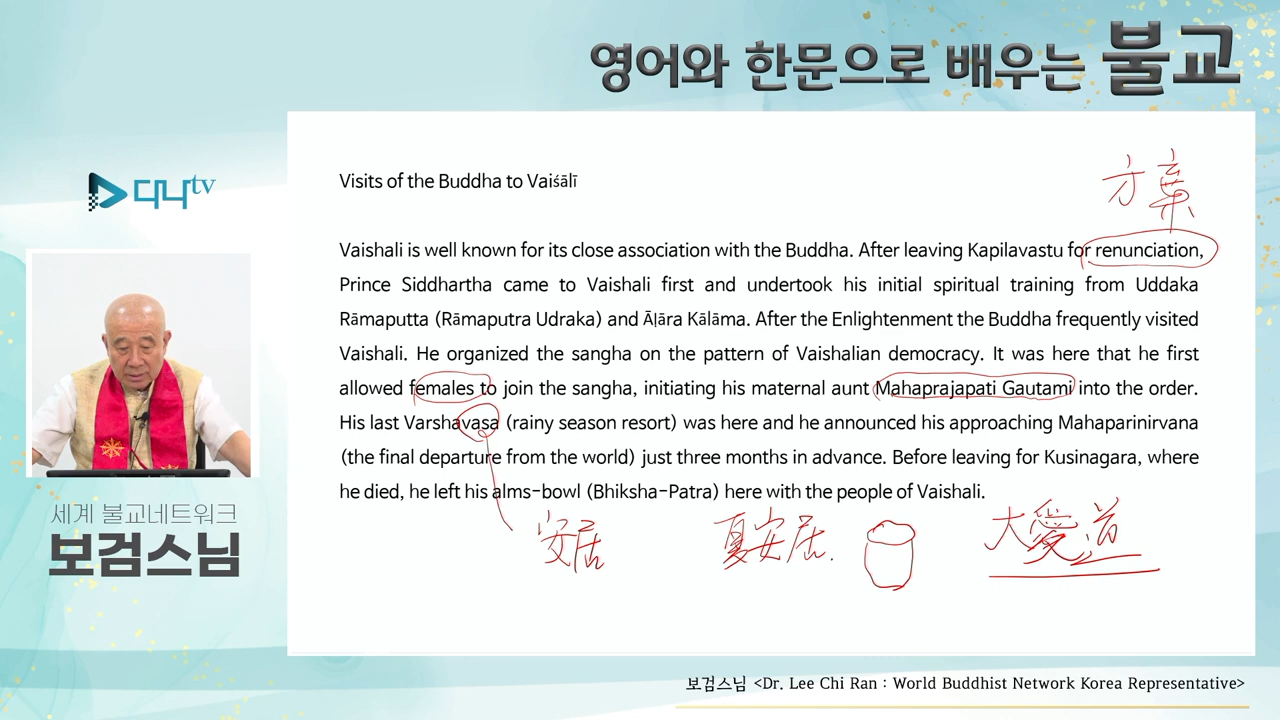 영어와 한문으로 배우는 불교
디나tv
Visits of the Buddha to Vaiśālī
方棄
Vaishali is well known for its close association with the Buddha. After leaving Kapilavastu for renunciation,
Prince Siddhartha came to Vaishali first and undertook his initial spiritual training from Uddaka
Rāmaputta (Rāmaputra Udraka) and Āḷāra Kālāma. After the Enlightenment the Buddha frequently visited
Vaishali. He organized the sangha on the pattern of Vaishalian democracy. It was here that he first
allowed females to join the sangha, initiating his maternal aunt Mahaprajapati Gautami into the order.
His last Varshavasa (rainy season resort) was here and he announced his approaching Mahaparinirvana
(the final departure from the world) just three months in advance. Before leaving for Kusinagara, where
he died, he left his alms-bowl (Bhiksha-Patra) here with the people of Vaishali.
安居 夏安居. 大愛道
세계 불교네트워크
보검스님
보검스님 <Dr. Lee Chi Ran : World Buddhist Network Korea Representative>